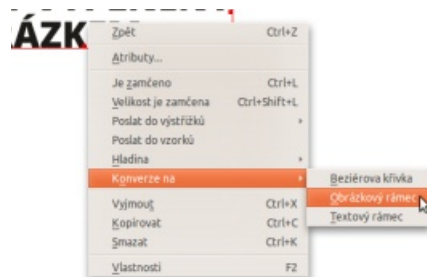 ÁZK
Zpět Ctrl+Z
Atributy...
Je zamčeno Ctrl+L
Velikost je zamčena Ctrl+Shift+L
Poslat do výstřižků
Poslat do vzorků
Hladina
Konverze na
Beziérova křivka
Obrázkový rámec
Textový rámec
Vyjmout Ctrl+X
Kopírovat Ctrl+C
Smazat Ctrl+K
Vlastnosti F2